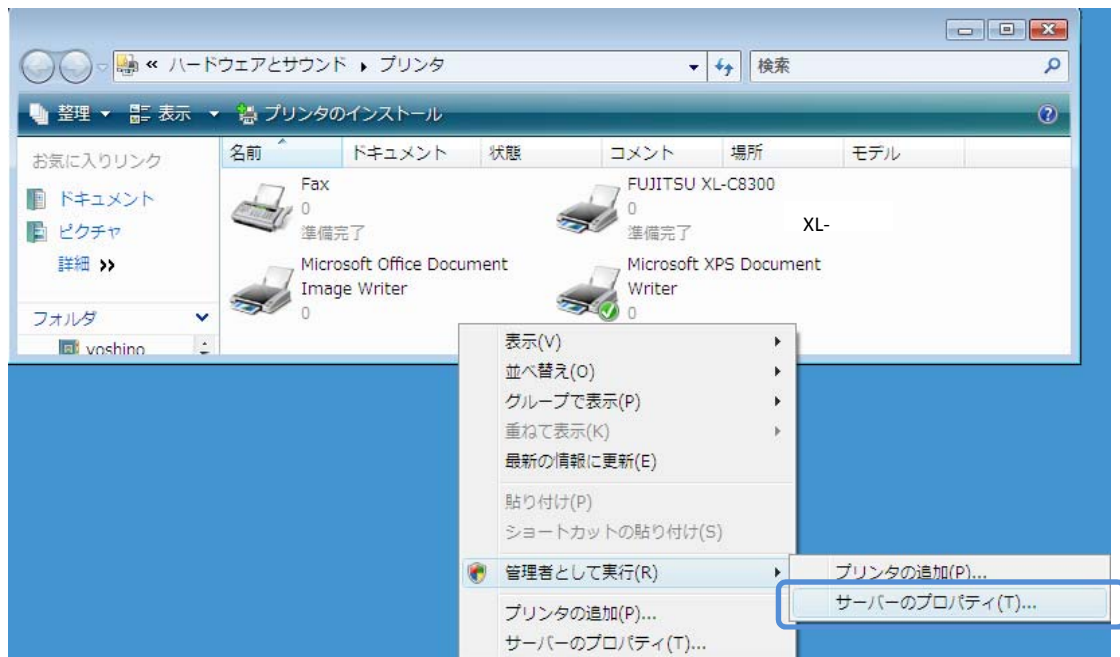 « ハードウェアとサウンド ▸ プリンタ
検索
整理 表示 プリンタのインストール
お気に入りリンク
ドキュメント
ピクチャ
詳細 »
フォルダ
yoshino
名前 ドキュメント 状態 コメント 場所 モデル
Fax
0
準備完了
FUJITSU XL-C8300
0
準備完了
XL-
Microsoft Office Document
Image Writer
0
Microsoft XPS Document
Writer
0
表示(V)
並べ替え(O)
グループで表示(P)
重ねて表示(K)
最新の情報に更新(E)
貼り付け(P)
ショートカットの貼り付け(S)
管理者として実行(R)
プリンタの追加(P)...
サーバーのプロパティ(T)...
プリンタの追加(P)...
サーバーのプロパティ(T)...